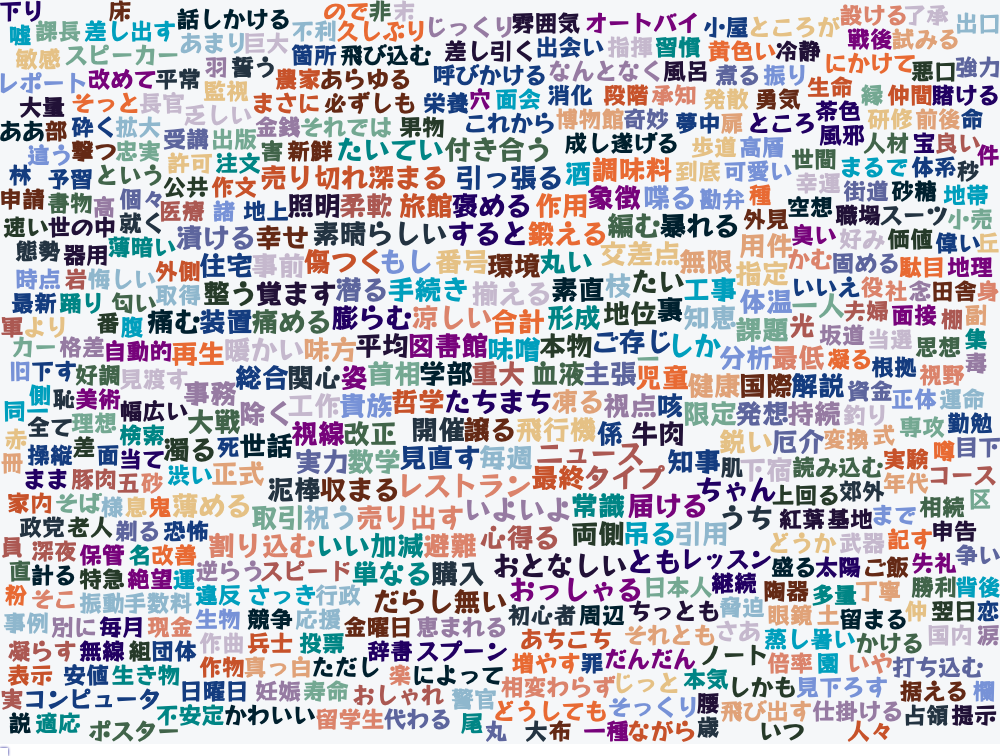 下り 床 ので 非 未
話しかける 久しぶり じっくり 雰囲気 オートバイ 小屋 ところが 設ける 了承 出口
嘘 課長 差し出す 不利
あまり 巨大 箇所 飛び込む 差し引く 出会い 指揮 習慣 黄色い 冷静 戦後 試みる
敏感 スピーカー
羽 誓う 農家 あらゆる 呼びかける なんとなく 風呂 煮る 振り にかけて 悪口 強力
レポート 改めて 平常 監視 生命
大量 そっと 長官 まさに 必ずしも 栄養 穴 面会 消化 段階 承知 発散 勇気 茶色 縁 仲間 賭ける
乏しい
ああ 部 砕く 拡大 金銭 それでは 果物 これから 博物館 奇妙 夢中 扉 ところ 風邪 研修 前後 命
受講 出版
違う 撃つ 忠実 害 新鮮 たいてい 付き合う 成し遂げる 歩道 高層 人材 宝 良い 件
許可 注文 世間
林 予習 という 売り切れ 深まる 引っ張る 酒 調味料 到底 可愛い まるで 体系 秒
公共 作文 幸運
申請 書物 高 個々 象徴 喋る 勘弁 種 街道 砂糖 地帯
医療 諸 地上 照明 柔軟 旅館 褒める 作用 空想
速い 世の中 就く 編む 暴れる 外見 職場 スーツ 小売
漬ける 幸せ 素晴らしい すると 鍛える 臭い 好み 価値 偉い 丘
態勢 器用 薄暗い 交差点 用件
外側 住宅 事前 傷つく もし 番号 環境 丸い 無限 かむ 固める 駄目 地理
時点 岩 悔しい 指定
取得 整う 覚ます 潜る 手続き 揃える 素直 枝 たい 工事 いいえ 役 社 念 田舎 身
最新 踊り 匂い 体温 一人 夫婦 面接 棚 副
軍 より 番 腹 痛む 装置 痛める 膨らむ 涼しい 合計 形成 地位 裏 知恵
課題 光 坂道 当選 思想 集
カー 格差 自動的 再生 暖かい 味方 平均 図書館 味噌 本物 ご存じ しか
分析 最低 凝る 根拠 毒
旧 下す 好調 見渡す 総合 関心 姿 首相 学部 重大 血液 主張 児童 視野
事務 健康 国際 解説 資金 正体 運命
側 恥 美術 工作 貴族 哲学 たちまち 凍る 視点 咳 限定 発想 持続 釣り
同 幅広い 大戦 除く 専攻 勤勉
全て 理想 視線 改正 開催 譲る 飛行機 係 牛肉 鋭い 厄介 変換 式 噂 目下
赤 検索 世話
操縦 差 面 当て 濁る 死 ニュース 実験
冊 実力 数学 見直す 毎週 最終 タイプ 知事 肌 下宿 読み込む コース
まま 豚肉 五 砂 渋い 正式 年代
泥棒 収まる レストラン ちゃん 上回る 郊外 区
家内 そば 様 息 鬼 薄める いよいよ 常識 届ける 相続
取引 祝う 売り出す うち 紅葉 基地 まで
政党 老人 剃る 恐怖 心得る 両側 吊る 引用 申告
割り込む いい加減 避難 どうか 武器 記す
員 深夜 保管 名 改善 おとなしい とも レッスン 争い
逆らう スピード 単なる 購入 盛る 太陽 ご飯 失礼
直 計る 特急 絶望 運 継続
違反 さっき 行政 おっしゃる 日本人 陶器 多量 丁寧 勝利 背後
粉 そこ 振動 手数料 だらし無い 脅迫
生物 競争 応援 初心者 周辺 ちっとも 眼鏡 土 留まる 仲 翌日 恋
事例 別に 毎月 現金 金曜日 恵まれる
作曲 兵士 投票 あちこち それとも さあ 蒸し暑い かける 国内 涙
凝らす 無線 組 団体 辞書 スプーン
作物 真っ白 ただし 楽 によって 増やす 罪 だんだん ノート 倍率 園 いや 打ち込む
表示 安値 生き物 本気
日曜日 妊娠 寿命 おしゃれ 警官 相変わらず じっと しかも 見下ろす 据える 欄
実 コンピュータ どうしても そっくり 腰
不安定 かわいい 留学生 代わる 飛び出す 仕掛ける 占領 提示
説 適応 ポスター 尾 丸 大 布 一種 ながら 歳 いつ 人々